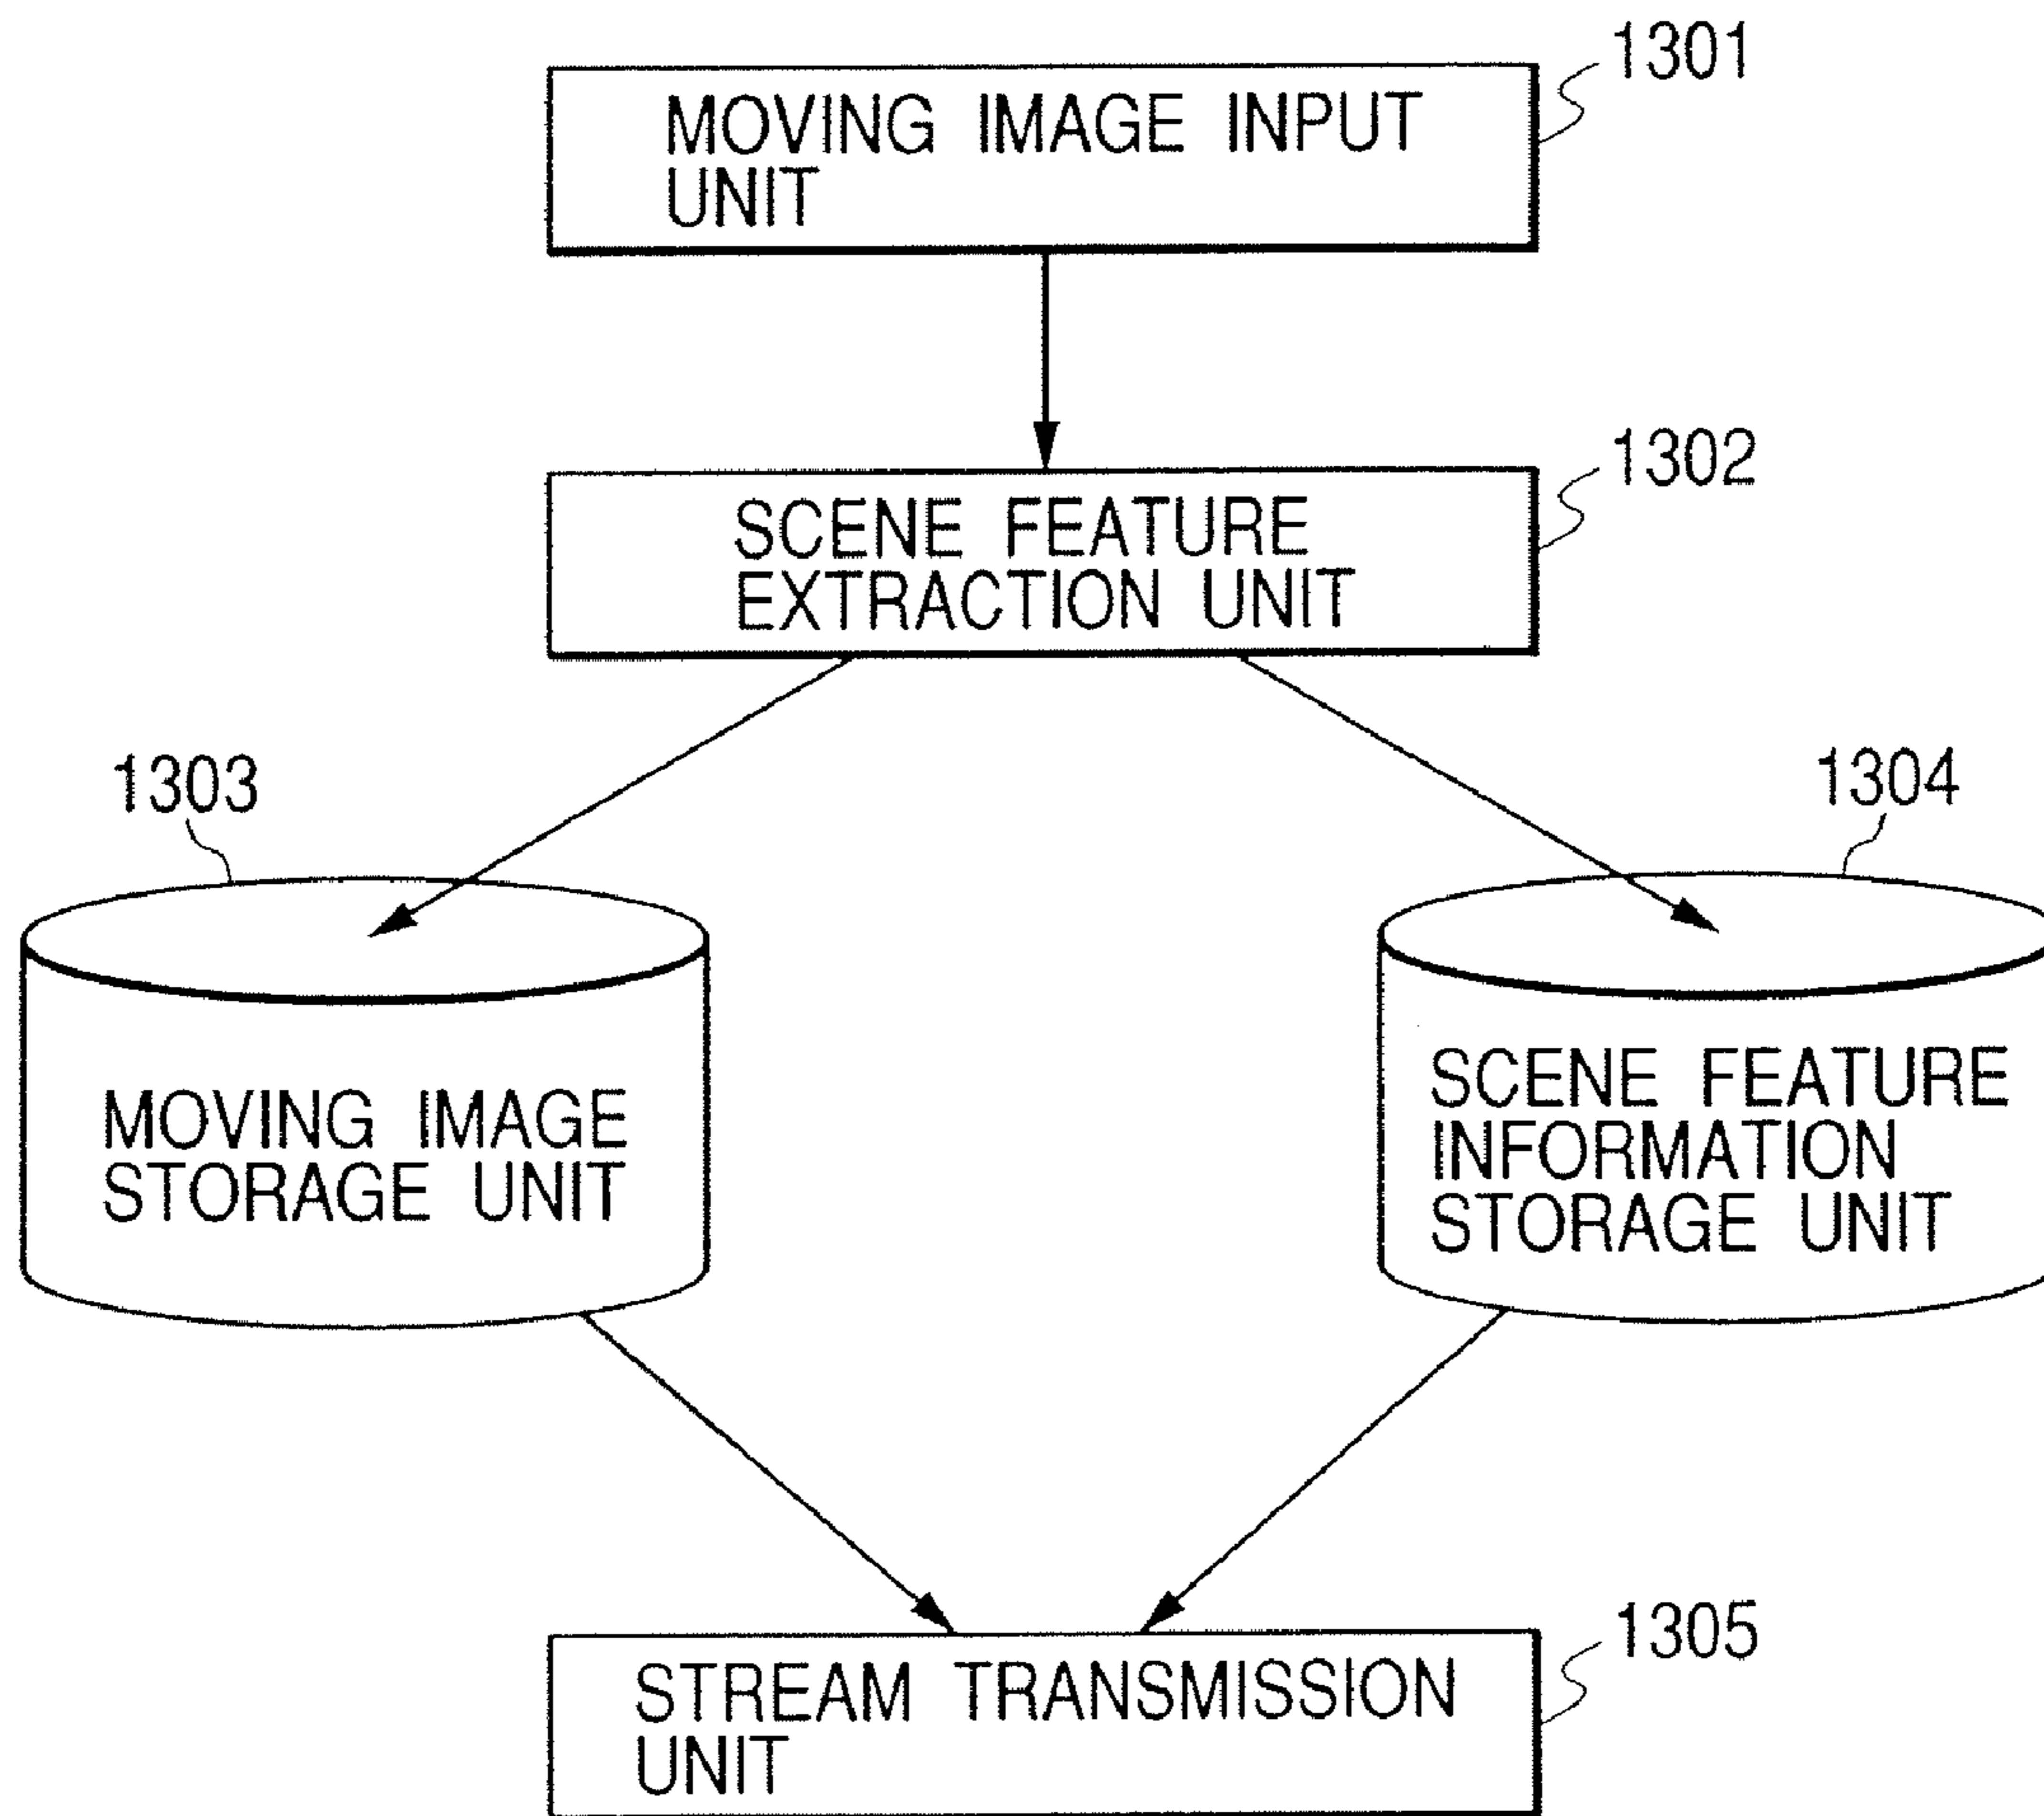 1301
MOVING IMAGE INPUT
UNIT
1302
SCENE FEATURE
EXTRACTION UNIT
1303
1304
MOVING IMAGE
STORAGE UNIT
SCENE FEATURE
INFORMATION
STORAGE UNIT
1305
STREAM TRANSMISSION
UNIT